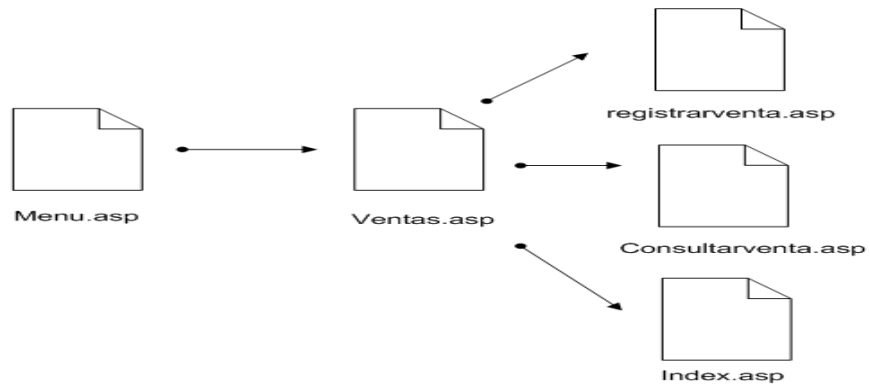 registrarventa.asp
Menu.asp
Ventas.asp
Consultarventa.asp
Index.asp